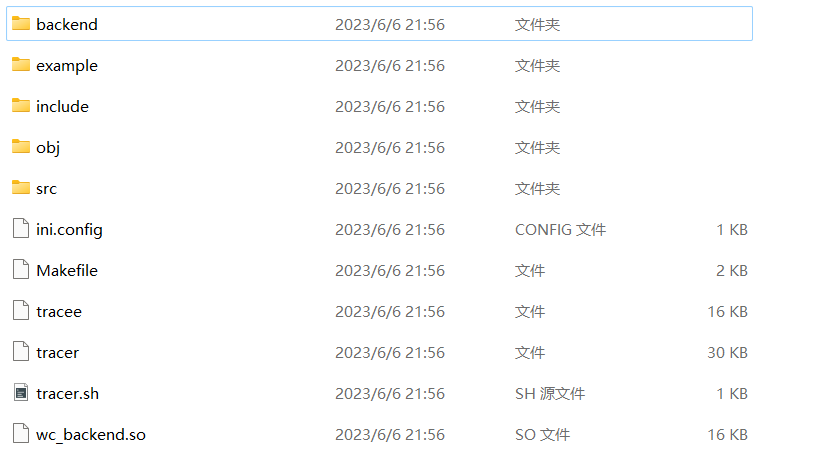 backend 2023/6/6 21:56 文件夹
example 2023/6/6 21:56 文件夹
include 2023/6/6 21:56 文件夹
obj 2023/6/6 21:56 文件夹
src 2023/6/6 21:56 文件夹
ini.config 2023/6/6 21:56 CONFIG 文件 1 KB
Makefile 2023/6/6 21:56 文件 2 KB
tracee 2023/6/6 21:56 文件 16 KB
tracer 2023/6/6 21:56 文件 30 KB
tracer.sh 2023/6/6 21:56 SH 源文件 1 KB
wc_backend.so 2023/6/6 21:56 SO 文件 16 KB